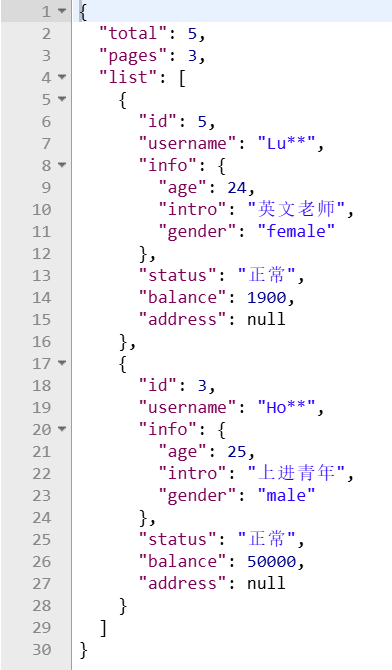 1 {
2 "total": 5,
3 "pages": 3,
4 "list": [
5 {
6 "id": 5,
7 "username": "Lu**",
8 "info": {
9 "age": 24,
10 "intro": "英文老师",
11 "gender": "female"
12 },
13 "status": "正常",
14 "balance": 1900,
15 "address": null
16 },
17 {
18 "id": 3,
19 "username": "Ho**",
20 "info": {
21 "age": 25,
22 "intro": "上进青年",
23 "gender": "male"
24 },
25 "status": "正常",
26 "balance": 50000,
27 "address": null
28 }
29 ]
30 }